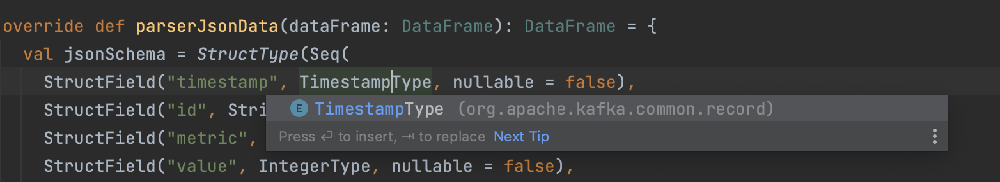 override def parserJsonData(dataFrame: DataFrame): DataFrame = {
val jsonSchema = StructType(Seq(
StructField("timestamp", TimestampType, nullable = false),
StructField("id", Stri
E TimestampType (org.apache.kafka.common.record)
StructField("metric",
Press ↵ to insert, ⇥ to replace Next Tip
StructField("value", IntegerType, nullable = false),